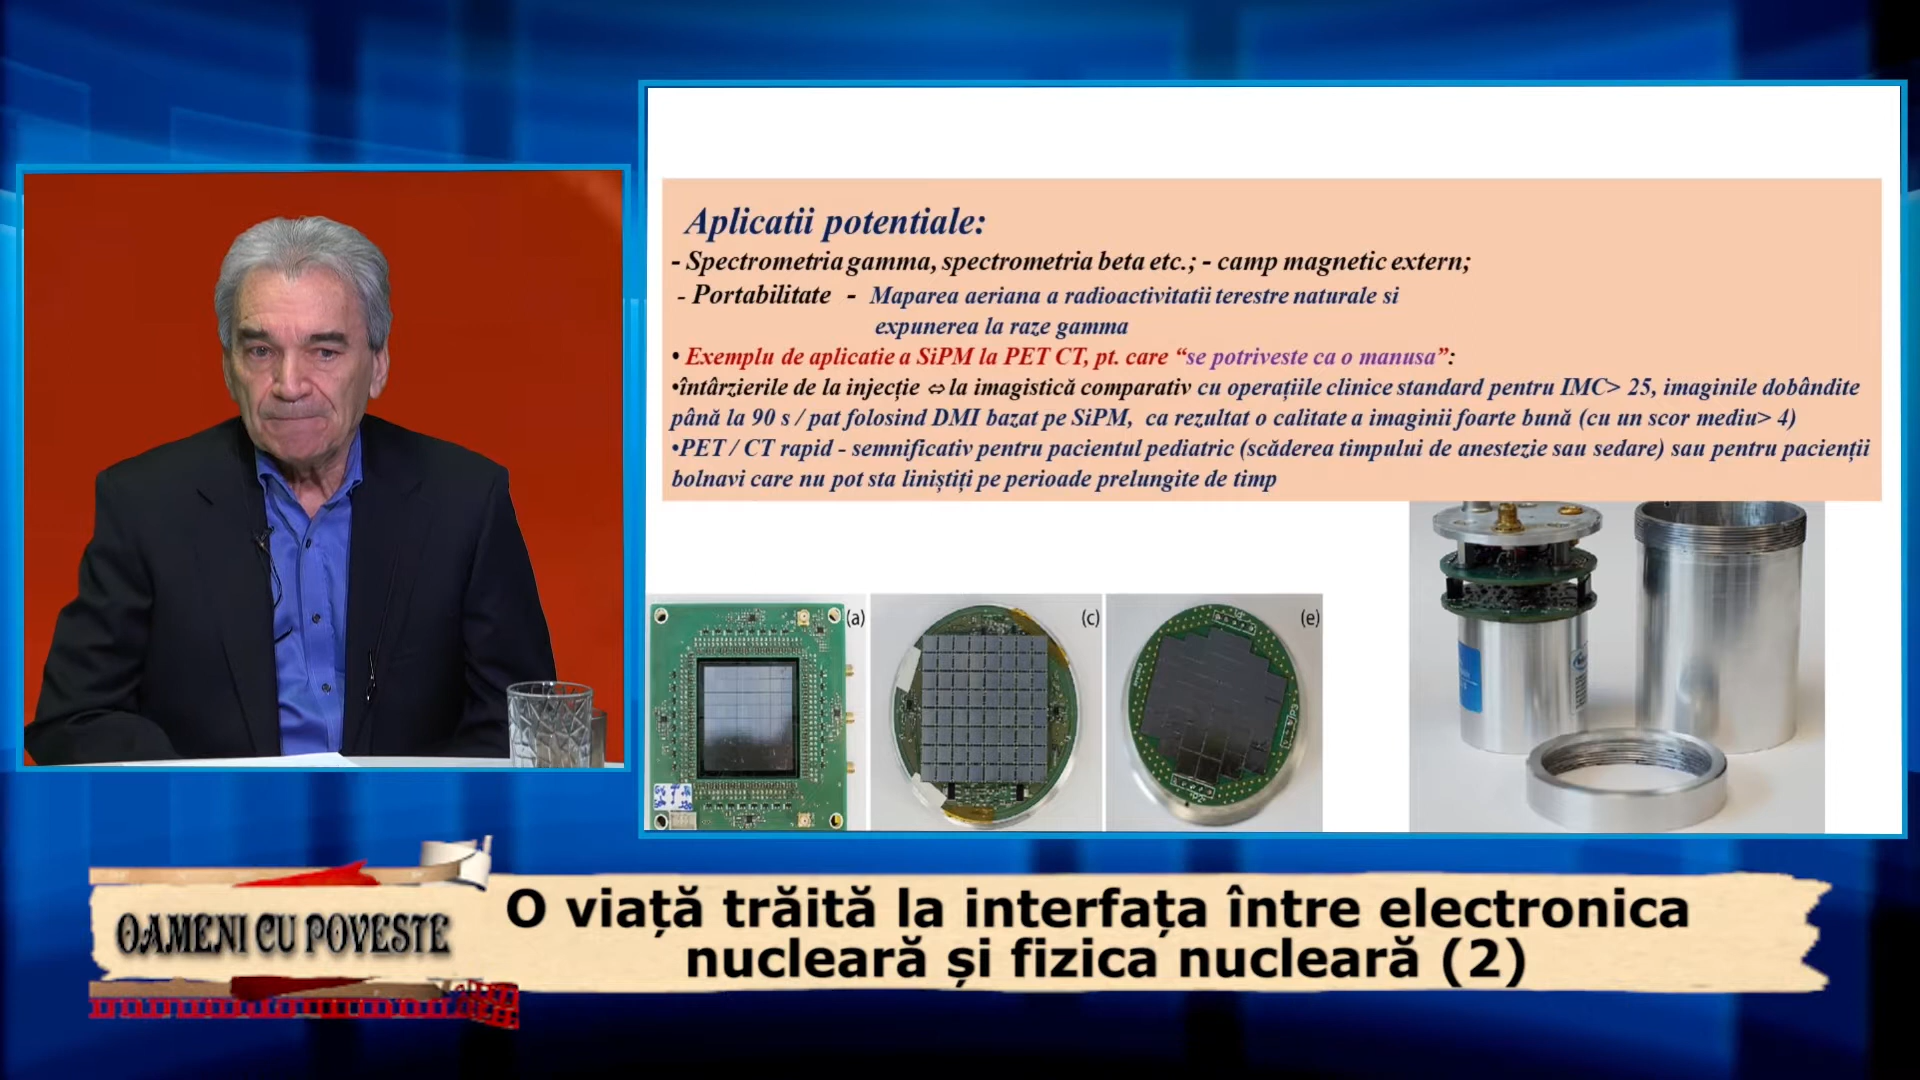 Aplicatii potentiale:
- Spectrometria gamma, spectrometria beta etc.; - camp magnetic extern;
- Portabilitate - Maparea aeriana a radioactivitatii terestre naturale si
expunerea la raze gamma
• Exemplu de aplicatie a SiPM la PET CT, pt. care “se potriveste ca o manusa”:
•întârzierile de la injecție ⇔ la imagistică comparativ cu operațiile clinice standard pentru IMC> 25, imaginile dobândite
până la 90 s / pat folosind DMI bazat pe SiPM, ca rezultat o calitate a imaginii foarte bună (cu un scor mediu> 4)
•PET / CT rapid - semnificativ pentru pacientul pediatric (scăderea timpului de anestezie sau sedare) sau pentru pacienții
bolnavi care nu pot sta liniștiți pe perioade prelungite de timp
(a)
(c)
(e)
OAMENI CU POVESTE
O viață trăită la interfața între electronica
nucleară și fizica nucleară (2)